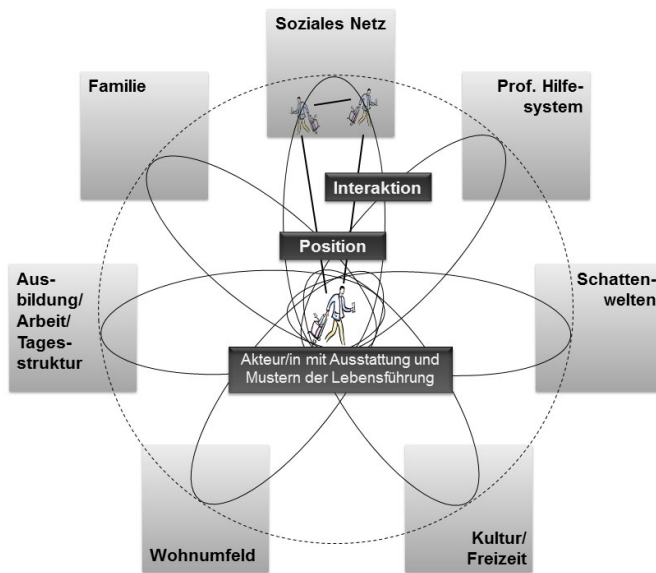 Soziales Netz
Familie
Prof. Hilfe-
system
Interaktion
Position
Aus-
bildung/
Arbeit/
Tages-
struktur
Schatten-
welten
Akteur/in mit Ausstattung und
Mustern der Lebensführung
Wohnumfeld
Kultur/
Freizeit